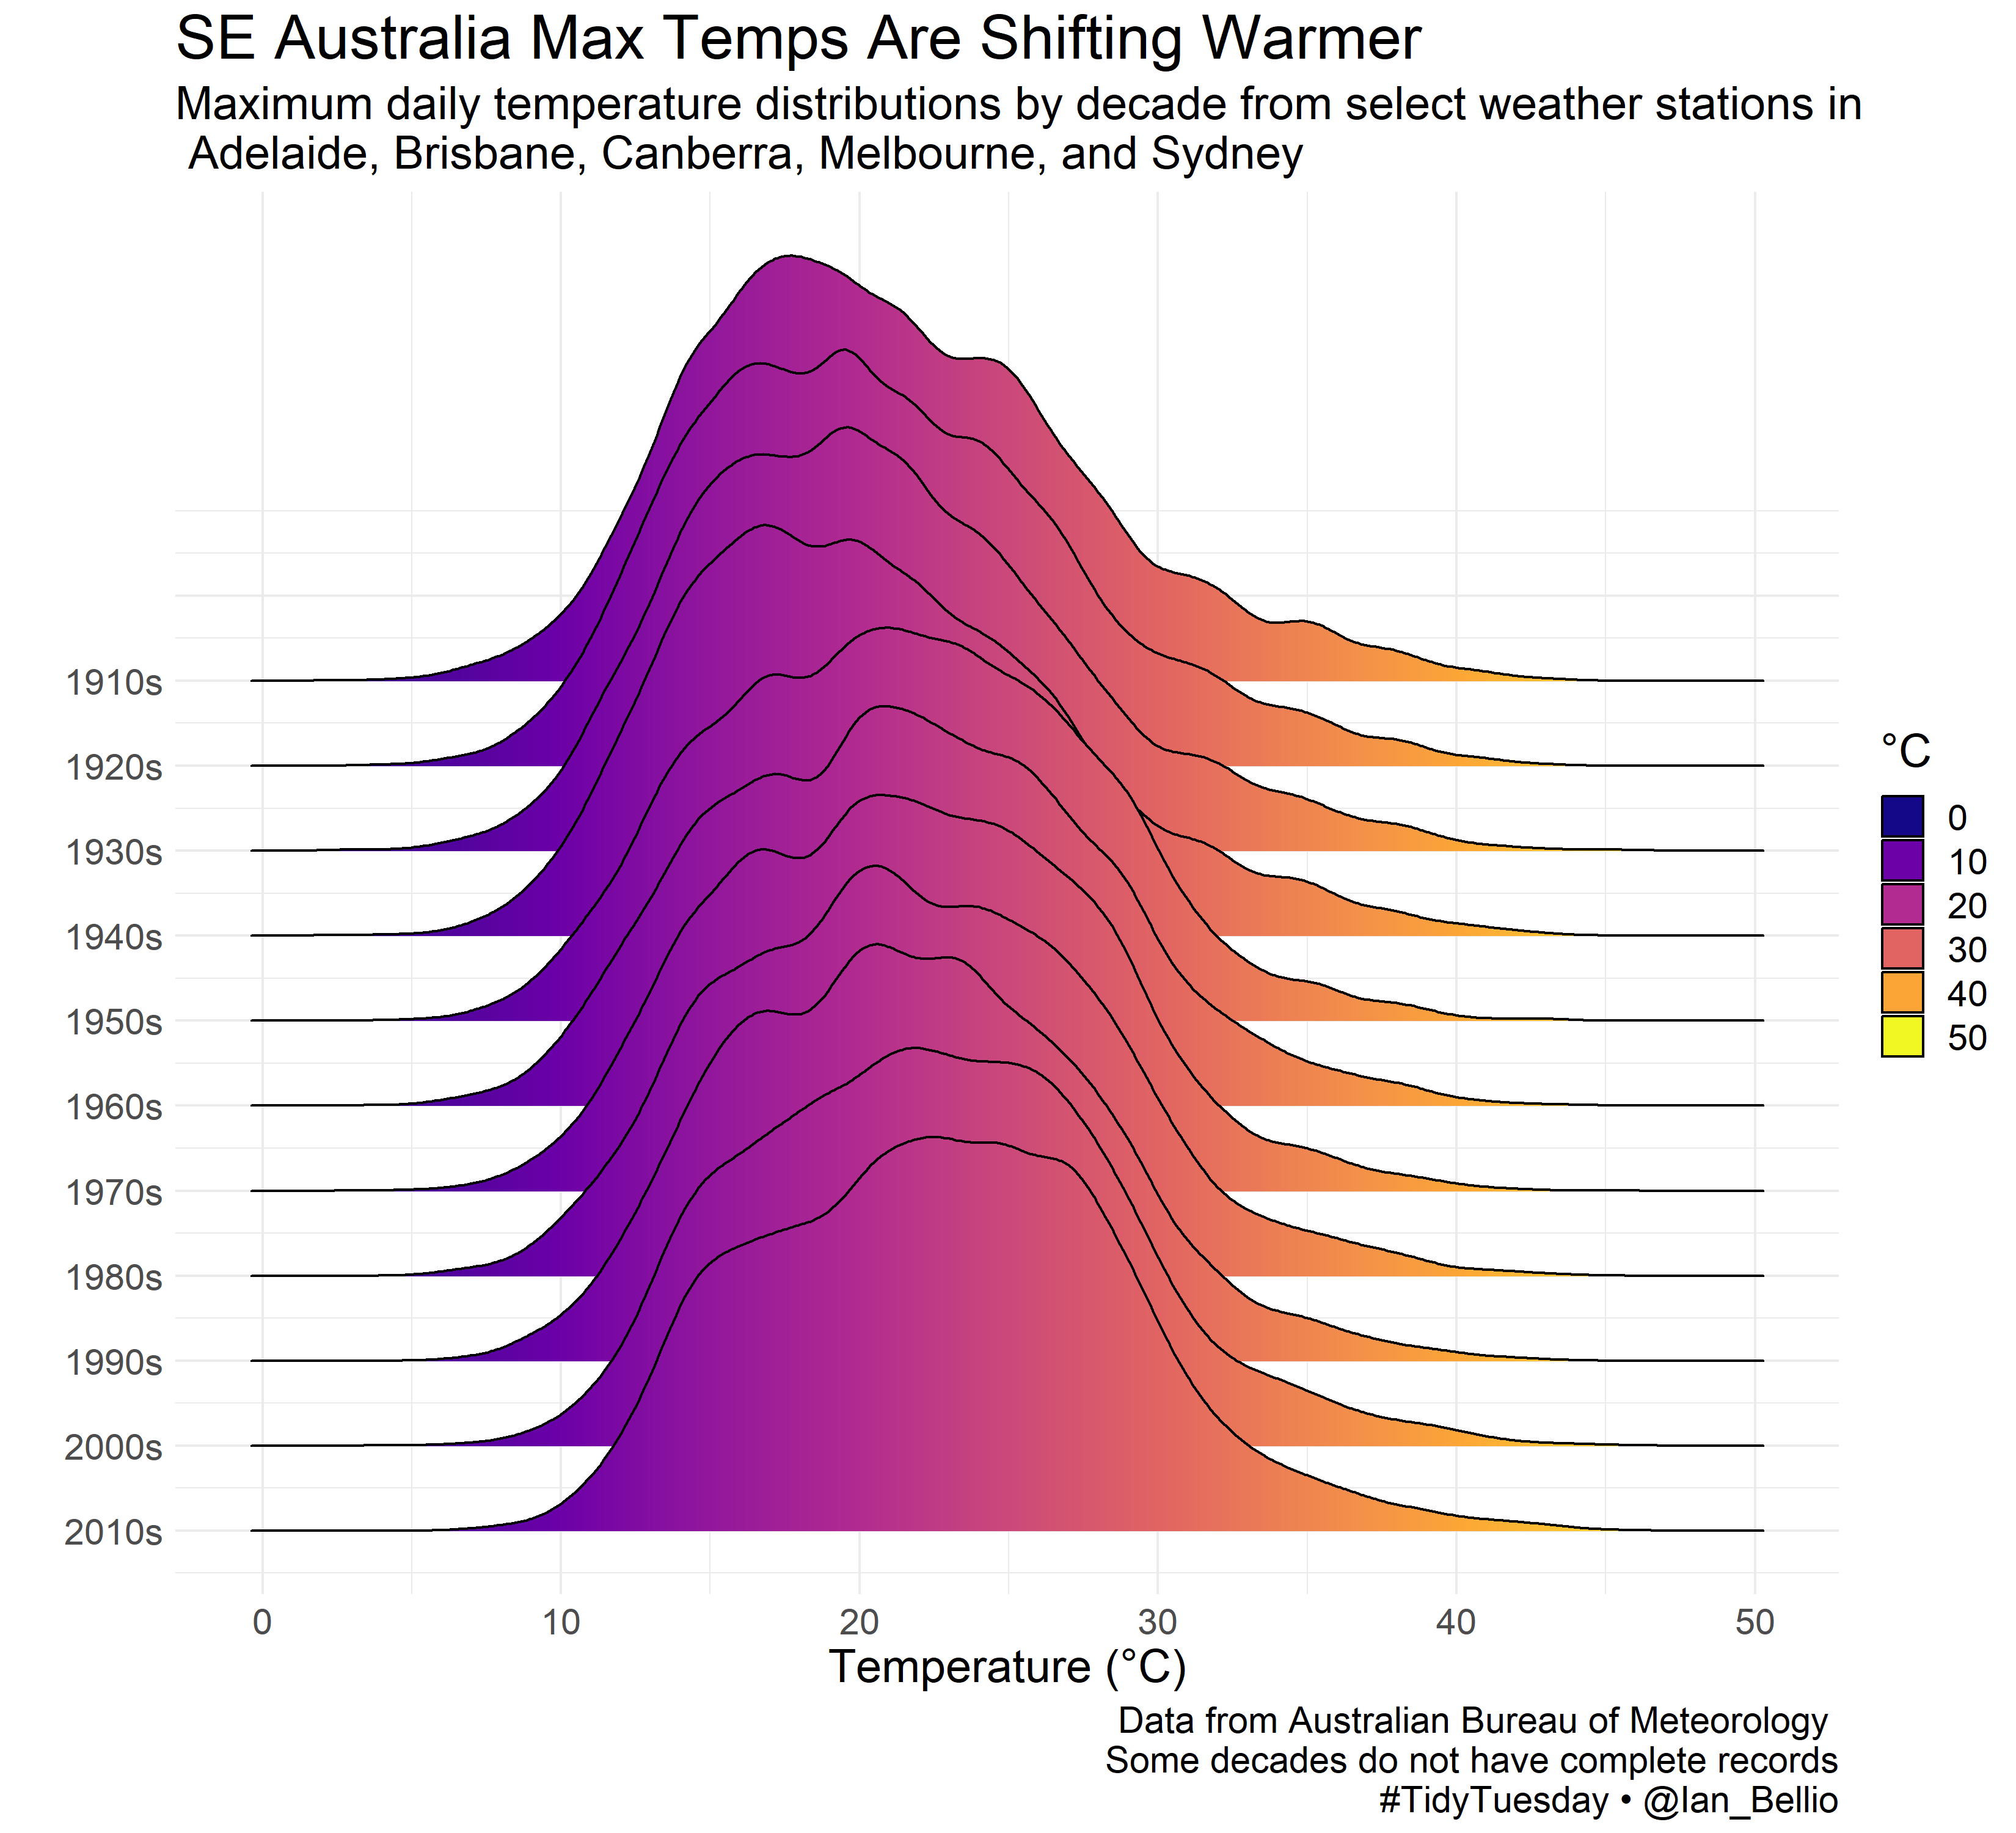 SE Australia Max Temps Are Shifting Warmer
Maximum daily temperature distributions by decade from select weather stations in
Adelaide, Brisbane, Canberra, Melbourne, and Sydney
1910s
1920s
1930s
1940s
1950s
1960s
1970s
1980s
1990s
2000s
2010s
0 10 20 30 40 50
Temperature (°C)
°C
0
10
20
30
40
50
Data from Australian Bureau of Meteorology
Some decades do not have complete records
#TidyTuesday • @Ian_Bellio